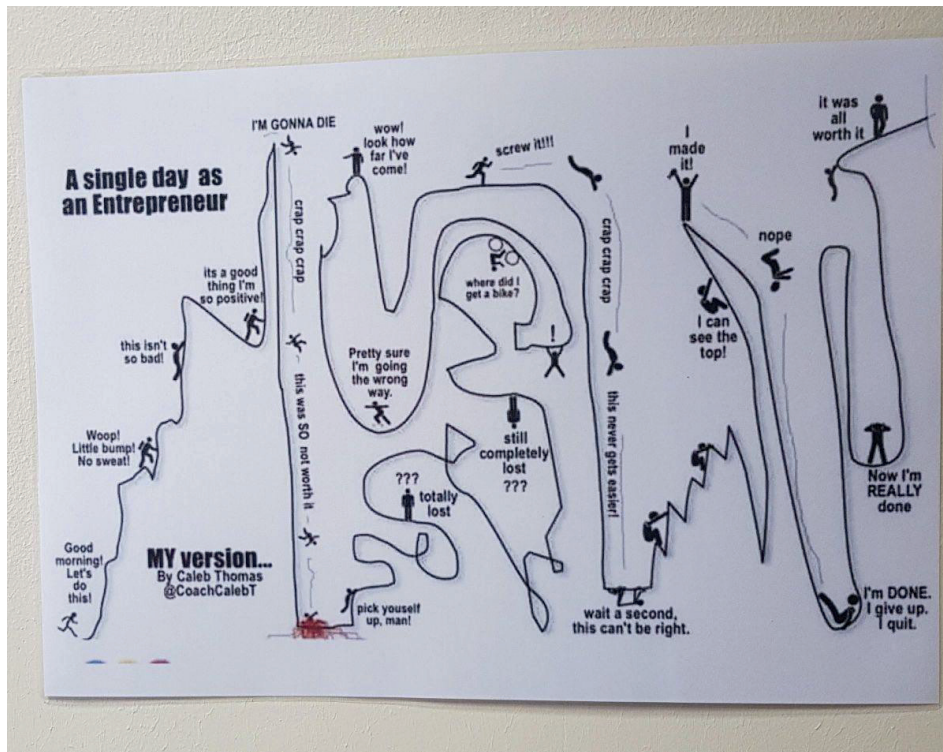 A single day as
an Entrepreneur
Good
morning!
Let's
do
this!
Woop!
Little bump!
No sweat!
this isn't
so bad!
its a good
thing I'm
so positive!
I'M GONNA DIE
crap crap crap
this was SO not worth it
MY version...
By Caleb Thomas
@CoachCalebT
pick youself
up, man!
???
totally
lost
wow!
look how
far I've
come!
Pretty sure
I'm going
the wrong
way.
where did I
get a bike?
!
still
completely
lost
???
screw it!!!
crap crap crap
this never gets easier!
wait a second,
this can't be right.
I can
see the
top!
I
made
it!
nope
I'm DONE.
I give up.
I quit.
Now I'm
REALLY
done
it was
all
worth it